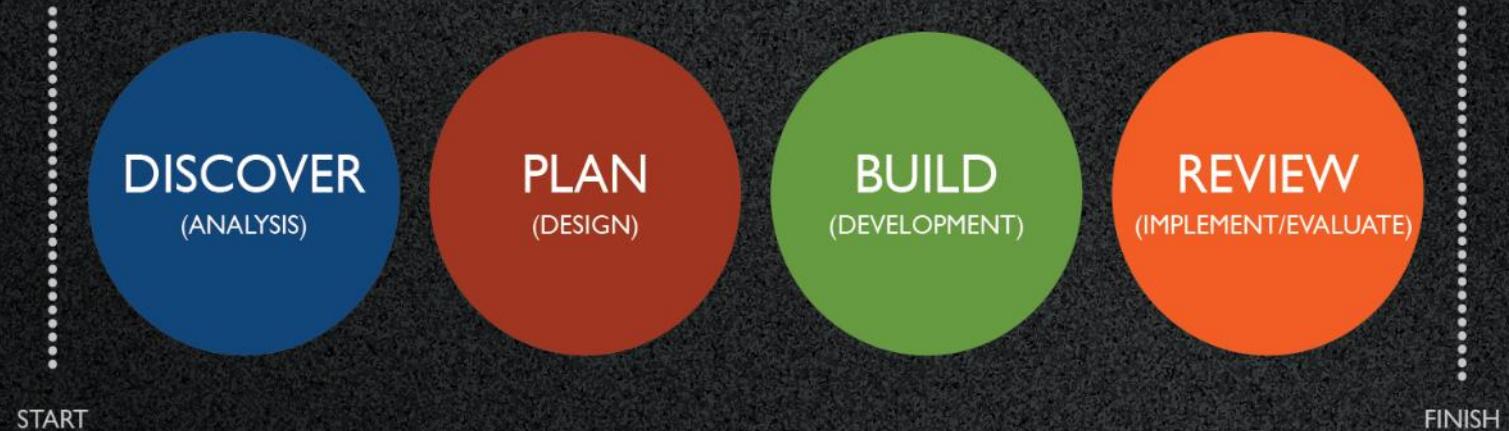 DISCOVER
(ANALYSIS)
PLAN
(DESIGN)
BUILD
(DEVELOPMENT)
REVIEW
(IMPLEMENT/EVALUATE)
START
FINISH